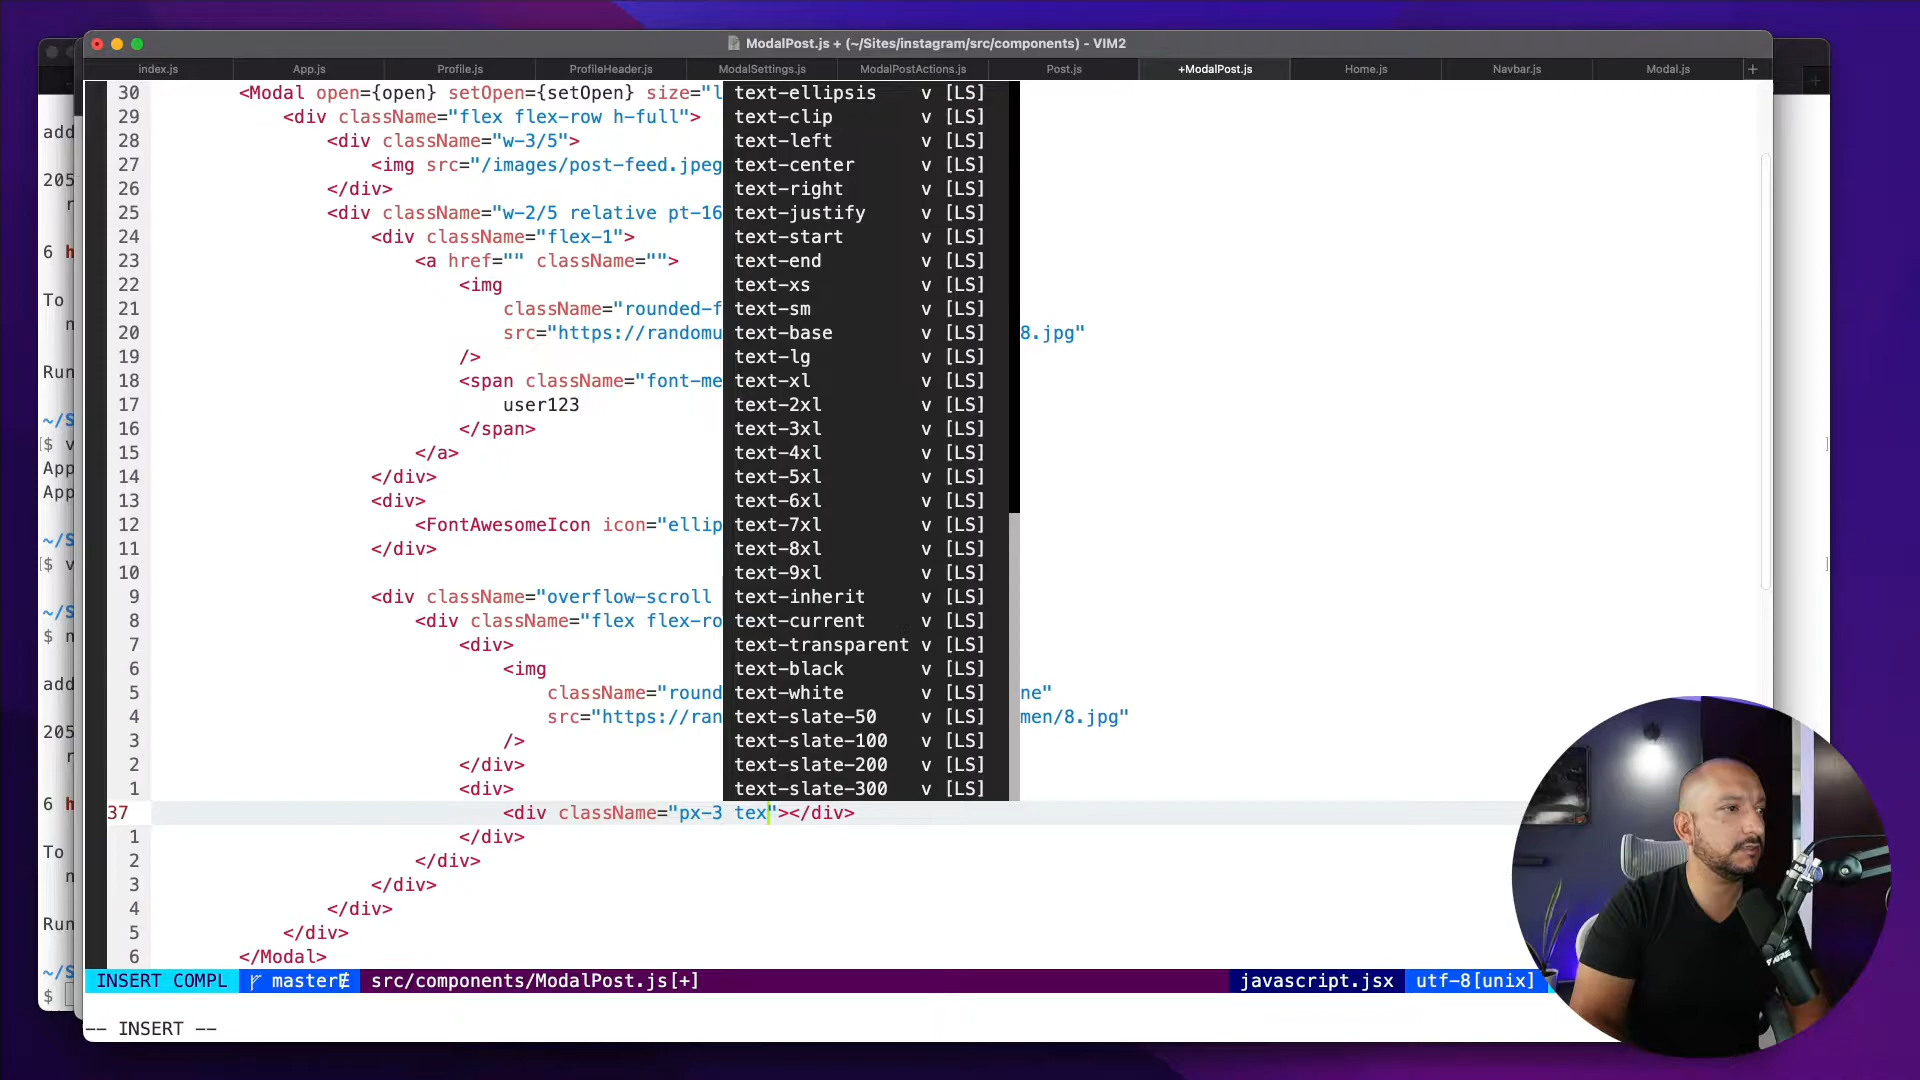 ModalPost.js + (~/Sites/instagram/src/components) - VIM2
index.js App.js Profile.js ProfileHeader.js ModalSettings.js ModalPostActions.js Post.js +ModalPost.js Home.js Navbar.js Modal.js +
30 <Modal open={open} setOpen={setOpen} size="l text-ellipsis v [LS]
29 <div className="flex flex-row h-full"> text-clip v [LS]
28 <div className="w-3/5"> text-left v [LS]
27 <img src="/images/post-feed.jpeg text-center v [LS]
26 </div> text-right v [LS]
25 <div className="w-2/5 relative pt-16 text-justify v [LS]
24 <div className="flex-1"> text-start v [LS]
23 <a href="" className=""> text-end v [LS]
22 <img text-xs v [LS]
21 className="rounded-f text-sm v [LS]
20 src="https://randomu text-base v [LS] 8.jpg"
19 /> text-lg v [LS]
18 <span className="font-me text-xl v [LS]
17 user123 text-2xl v [LS]
16 </span> text-3xl v [LS]
15 </a> text-4xl v [LS]
14 </div> text-5xl v [LS]
13 <div> text-6xl v [LS]
12 <FontAwesomeIcon icon="ellip text-7xl v [LS]
11 </div> text-8xl v [LS]
10 text-9xl v [LS]
9 <div className="overflow-scroll text-inherit v [LS]
8 <div className="flex flex-ro text-current v [LS]
7 <div> text-transparent v [LS]
6 <img text-black v [LS]
5 className="round text-white v [LS] ne"
4 src="https://ran text-slate-50 v [LS] men/8.jpg"
3 /> text-slate-100 v [LS]
2 </div> text-slate-200 v [LS]
1 <div> text-slate-300 v [LS]
37 <div className="px-3 tex"></div>
1 </div>
2 </div>
3 </div>
4 </div>
5 </div>
6 </Modal>
INSERT COMPL master src/components/ModalPost.js[+] javascript.jsx utf-8[unix]
-- INSERT --
add
205
r
6 h
To
n
Run
~/S
[$ v
App
App
~/S
[$ v
~/S
$ n
add
205
r
6 h
To
n
Run
~/S
$